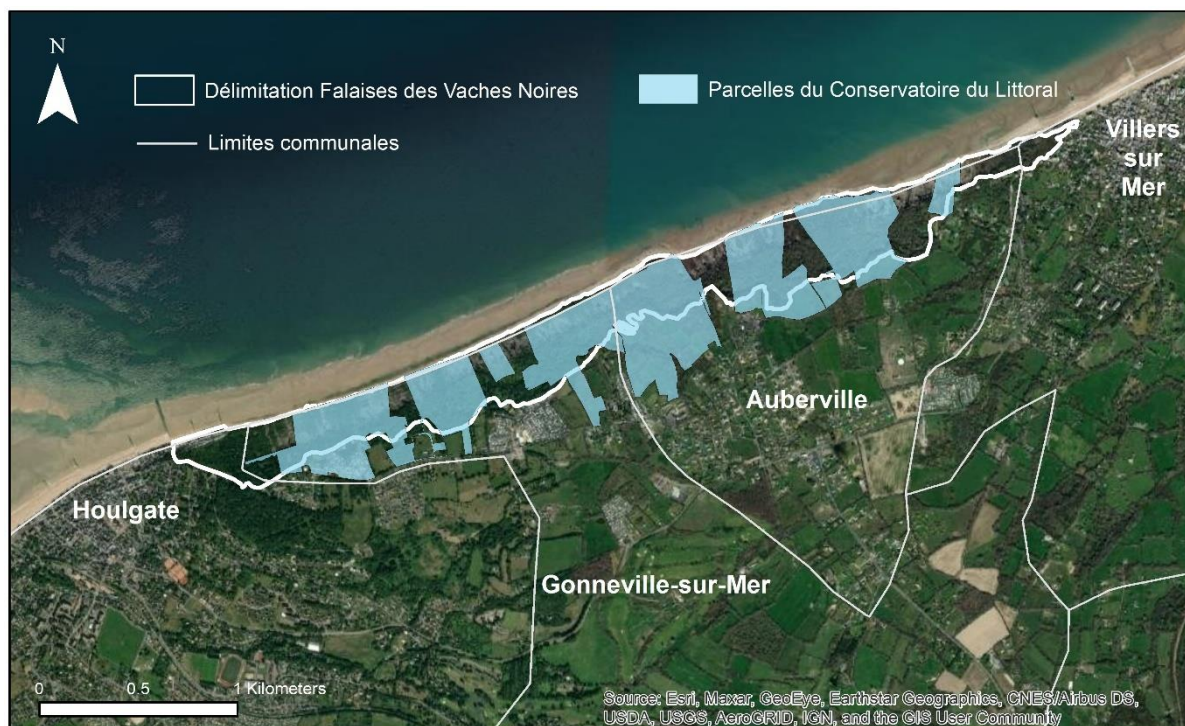 N
Délimitation Falaises des Vaches Noires
Parcelles du Conservatoire du Littoral
Limites communales
Villers
sur
Mer
Auberville
Houlgate
Gonneville-sur-Mer
0 0.5 1 Kilometers
Source: Esri, Maxar, GeoEye, Earthstar Geographics, CNES/Airbus DS,
USDA, USGS, AeroGRID, IGN, and the GIS User Community